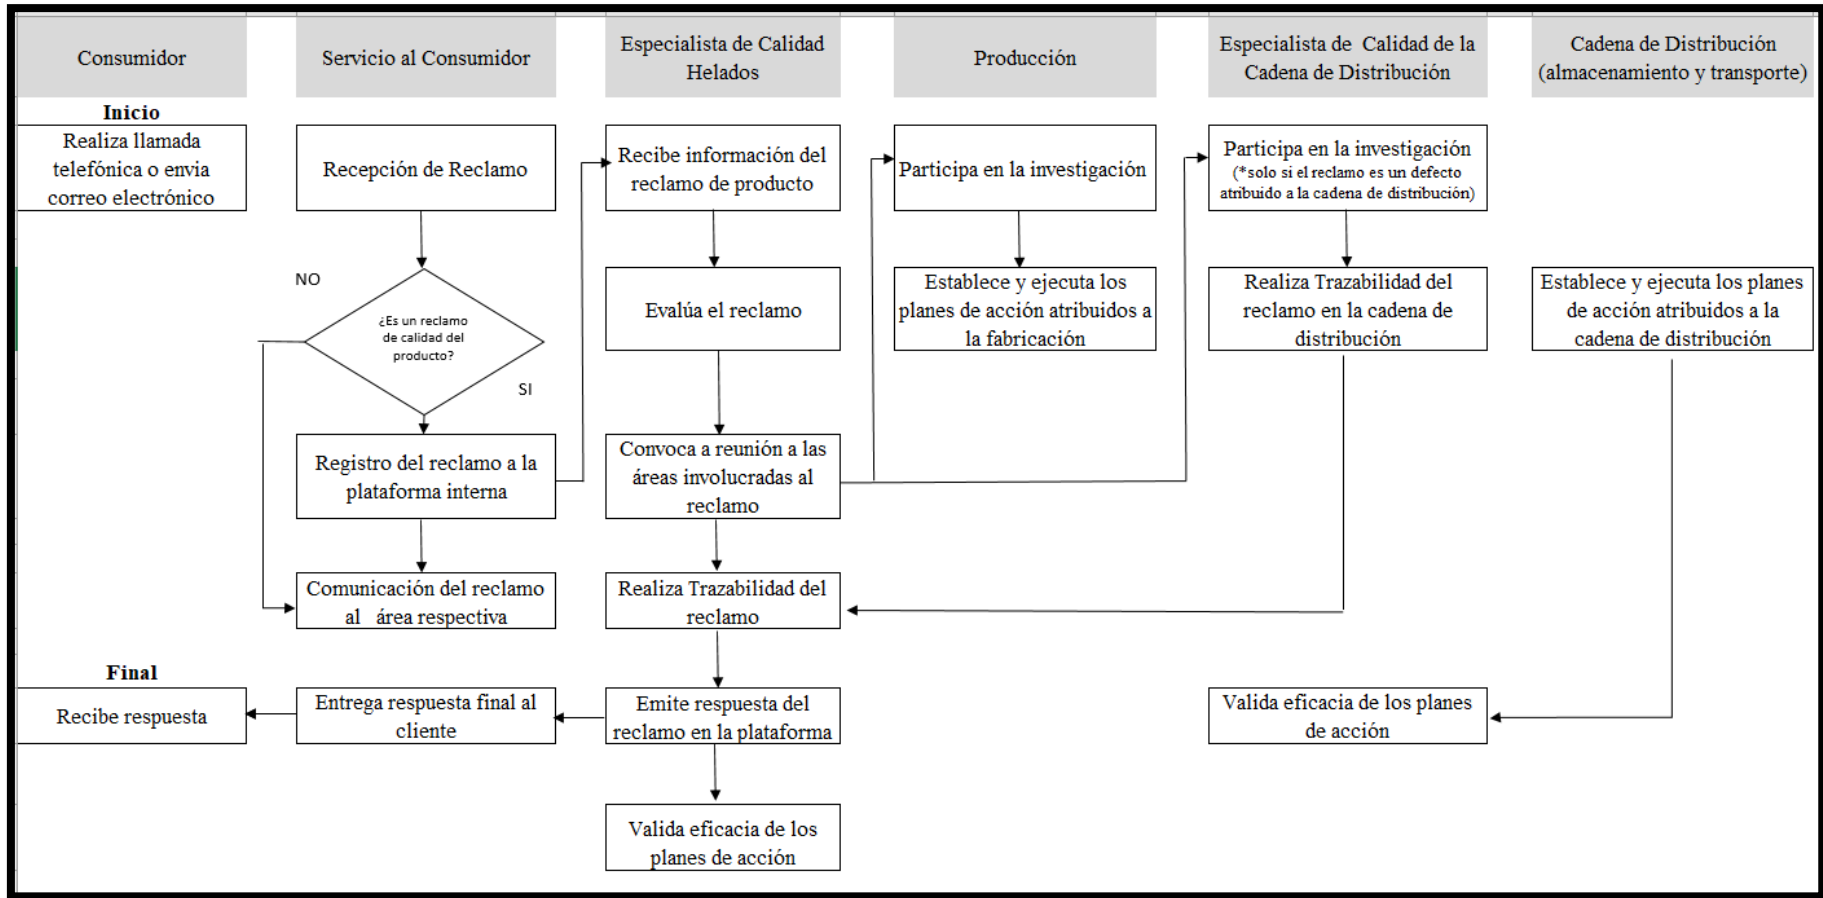 Consumidor
Servicio al Consumidor
Especialista de Calidad
Helados
Producción
Especialista de Calidad de la
Cadena de Distribución
Cadena de Distribución
(almacenamiento y transporte)
Inicio
Realiza llamada
telefónica o envia
correo electrónico
Recepción de Reclamo
Recibe información del
reclamo de producto
Participa en la investigación
Participa en la investigación
(*solo si el reclamo es un defecto
atribuido a la cadena de distribución)
NO
¿Es un reclamo
de calidad del
producto?
SI
Evalúa el reclamo
Establece y ejecuta los
planes de acción atribuidos a
la fabricación
Realiza Trazabilidad del
reclamo en la cadena de
distribución
Establece y ejecuta los planes
de acción atribuidos a la
cadena de distribución
Registro del reclamo a la
plataforma interna
Convoca a reunión a las
áreas involucradas al
reclamo
Comunicación del reclamo
al área respectiva
Realiza Trazabilidad del
reclamo
Final
Recibe respuesta
Entrega respuesta final al
cliente
Emite respuesta del
reclamo en la plataforma
Valida eficacia de los planes
de acción
Valida eficacia de los
planes de acción